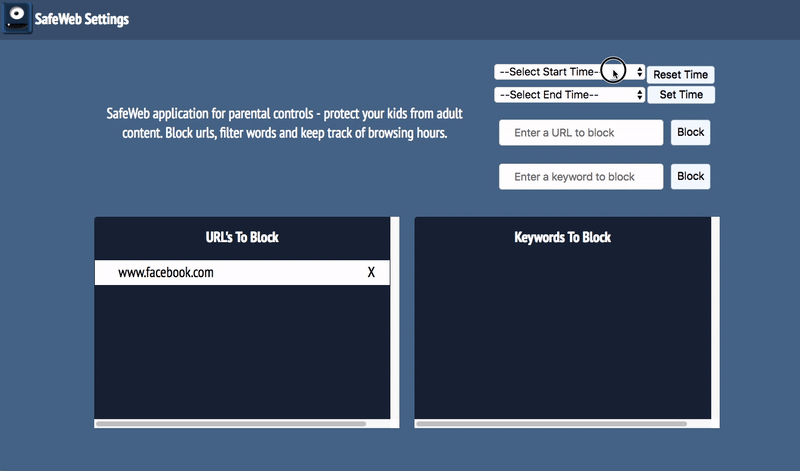 SafeWeb Settings
--Select Start Time-
Reset Time
--Select End Time--
Set Time
SafeWeb application for parental controls - protect your kids from adult
content. Block urls, filter words and keep track of browsing hours.
Enter a URL to block
Block
Enter a keyword to block
Block
URL's To Block
www.facebook.com X
Keywords To Block